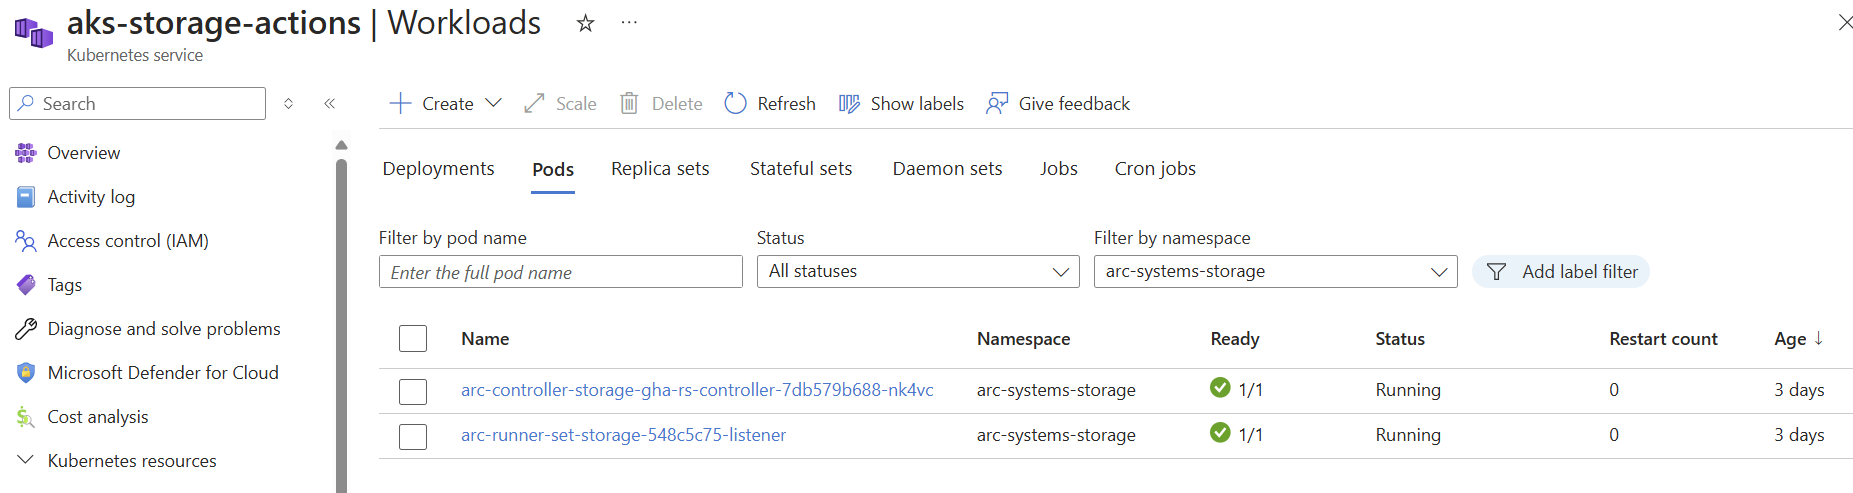 aks-storage-actions | Workloads
Kubernetes service
Search
Overview
Activity log
Access control (IAM)
Tags
Diagnose and solve problems
Microsoft Defender for Cloud
Cost analysis
Kubernetes resources
Create Scale Delete Refresh Show labels Give feedback
Deployments Pods Replica sets Stateful sets Daemon sets Jobs Cron jobs
Filter by pod name Status Filter by namespace
Enter the full pod name All statuses arc-systems-storage Add label filter
Name Namespace Ready Status Restart count Age ↓
arc-controller-storage-gha-rs-controller-7db579b688-nk4vc arc-systems-storage 1/1 Running 0 3 days
arc-runner-set-storage-548c5c75-listener arc-systems-storage 1/1 Running 0 3 days